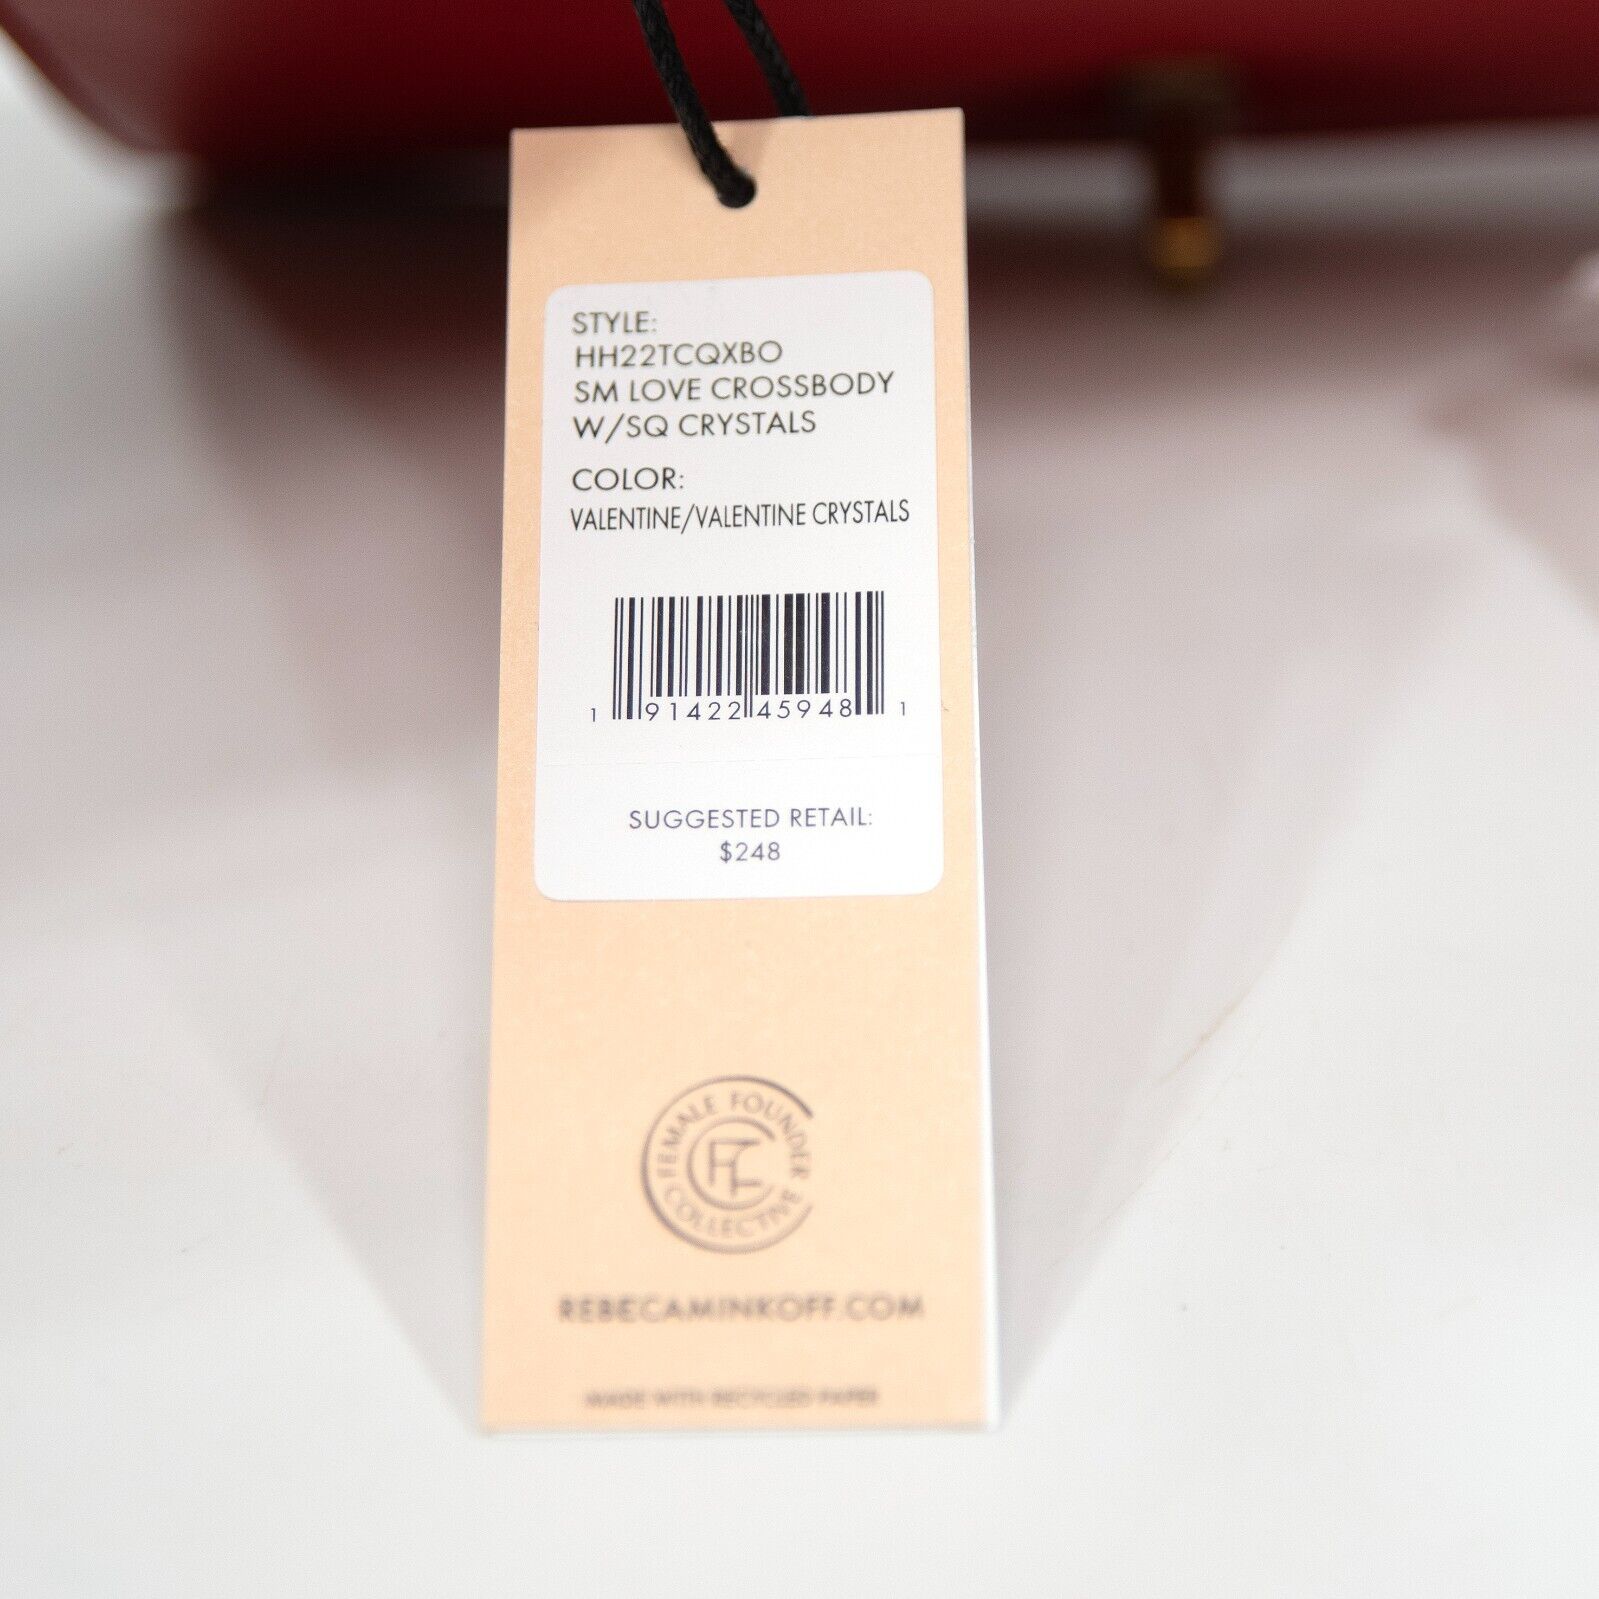 STYLE:
HH22TCQXBO
SM LOVE CROSSBODY
W/SQ CRYSTALS
COLOR:
VALENTINE/VALENTINE CRYSTALS
1 91422 45948 1
SUGGESTED RETAIL:
$248
FEMALE FOUNDER
FC
COLLECTIVE
REBECAMINKOFF.COM
MADE WITH RECYCLED PAPER